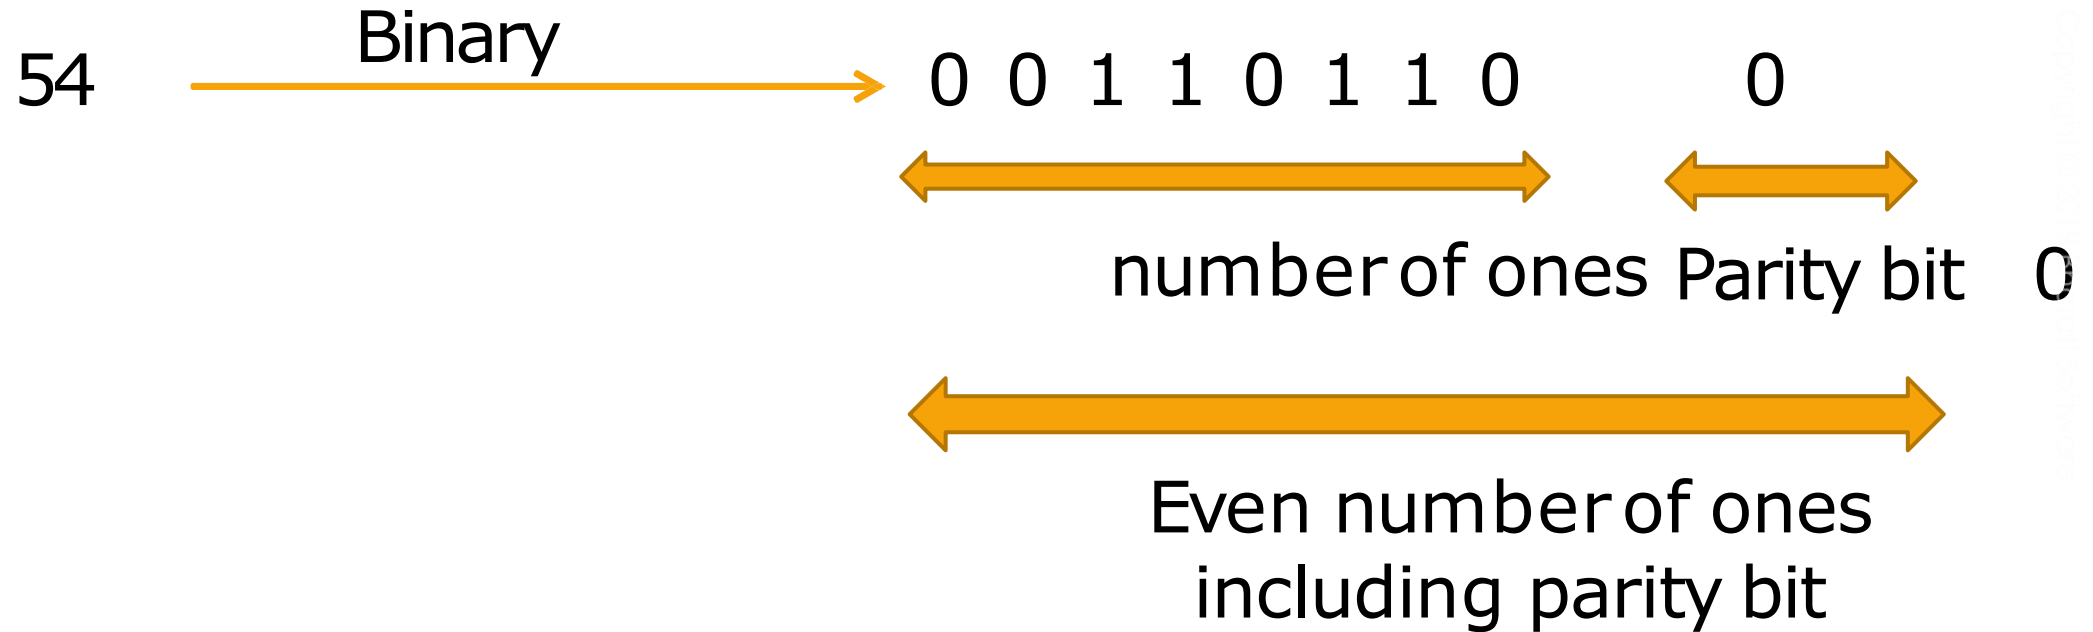 Binary
54 0 0 1 1 0 1 1 0 0
number of ones Parity bit 0
Even number of ones
including parity bit